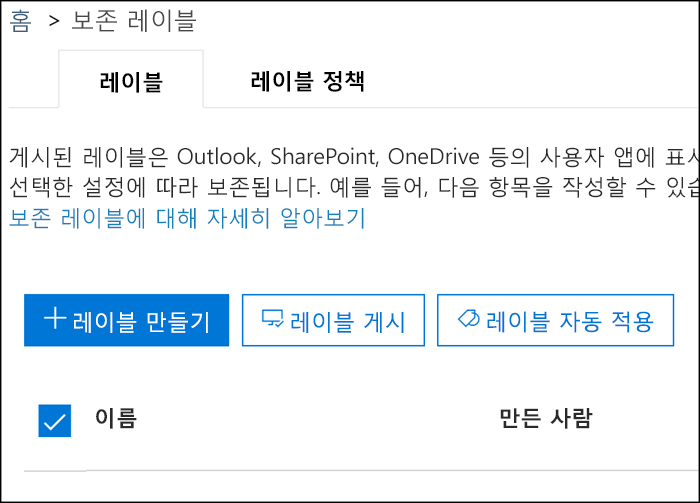 홈 > 보존 레이블
레이블 레이블 정책
게시된 레이블은 Outlook, SharePoint, OneDrive 등의 사용자 앱에 표시
선택한 설정에 따라 보존됩니다. 예를 들어, 다음 항목을 작성할 수 있습
보존 레이블에 대해 자세히 알아보기
레이블 만들기 레이블 게시 레이블 자동 적용
이름 만든 사람